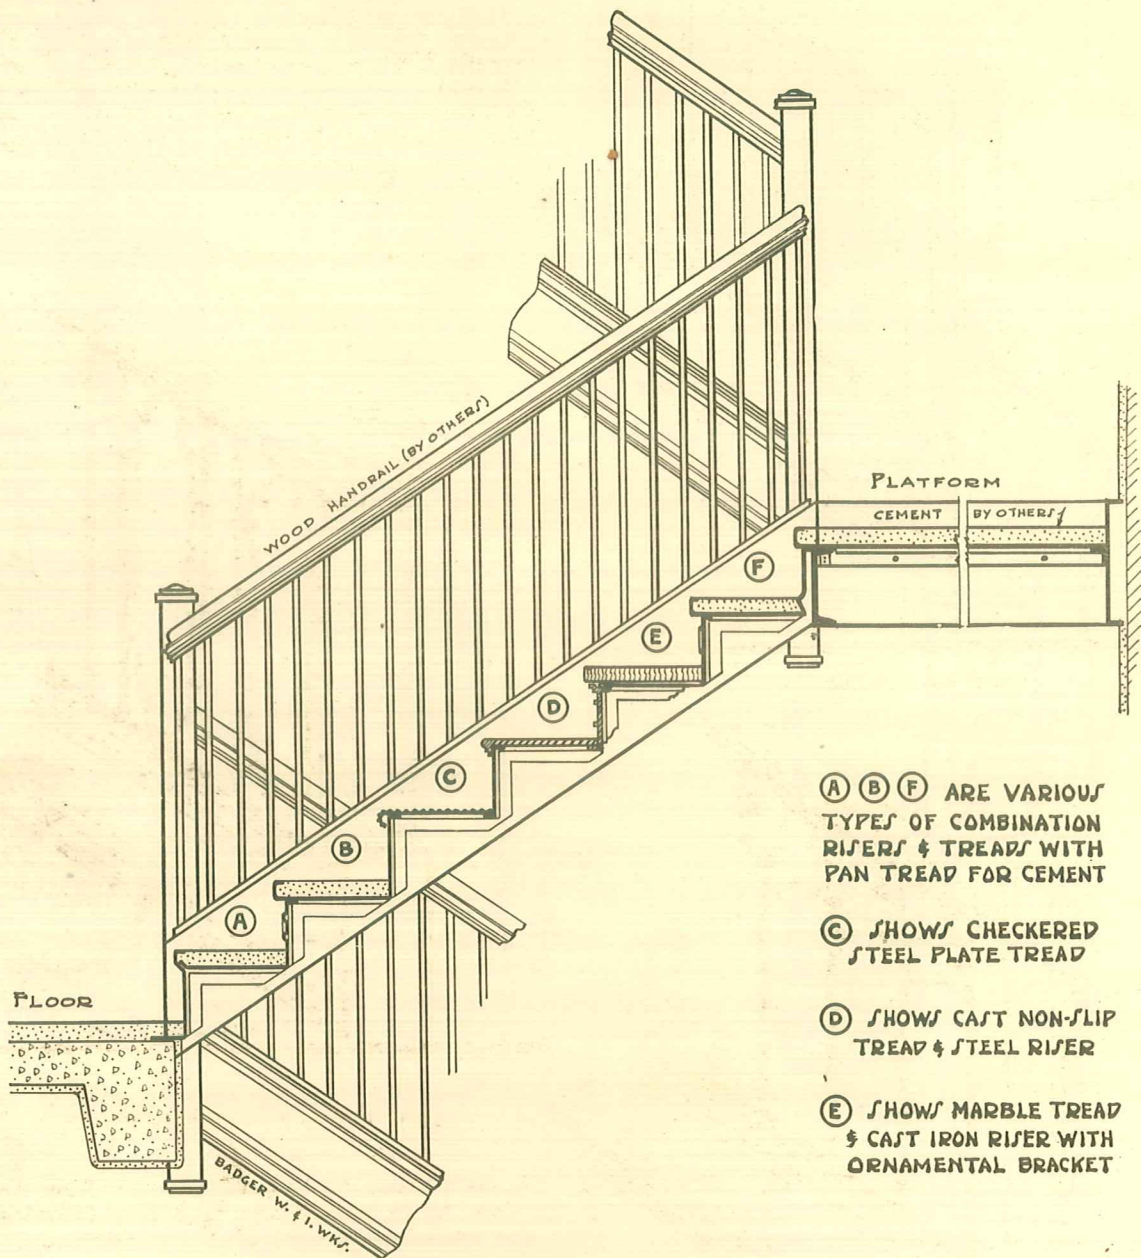 WOOD HANDRAIL (BY OTHERS)
PLATFORM
CEMENT BY OTHERS
F
E
D
C
B
A
FLOOR
BADGER W. & I. WKS.
A B F ARE VARIOUS
TYPES OF COMBINATION
RISERS & TREADS WITH
PAN TREAD FOR CEMENT
C SHOWS CHECKERED
STEEL PLATE TREAD
D SHOWS CAST NON-SLIP
TREAD & STEEL RISER
E SHOWS MARBLE TREAD
& CAST IRON RISER WITH
ORNAMENTAL BRACKET